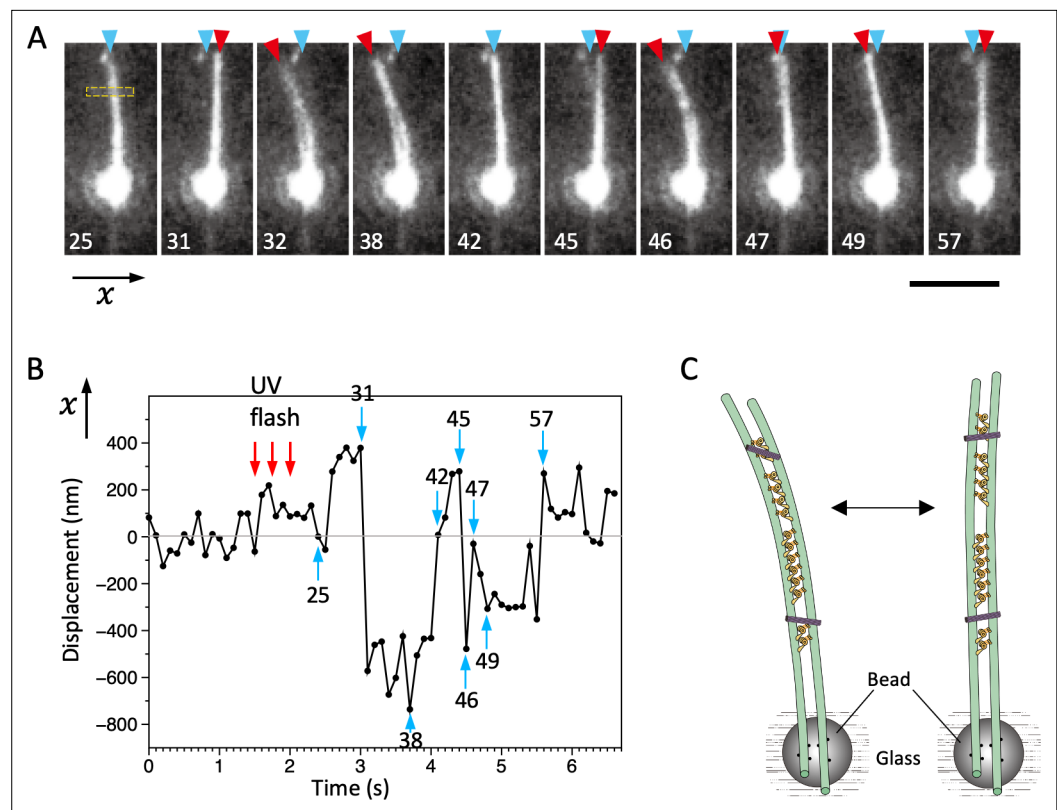 A
25 31 32 38 42 45 46 47 49 57
x
B
x
UV
flash
31
45
57
42
47
25
49
46
38
Displacement (nm)
400
200
0
−200
−400
−600
−800
0 1 2 3 4 5 6
Time (s)
C
Bead
Glass